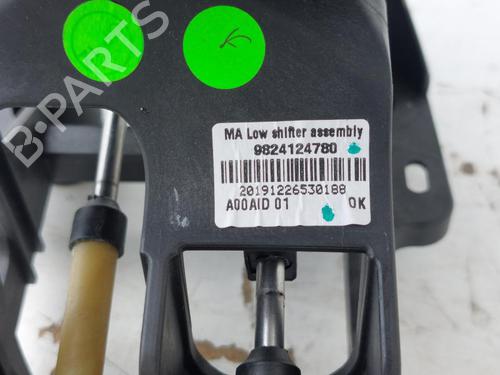 K
MA Low shifter assembly
9824124780
20191226530188
A00AID 01 OK
B-PARTS